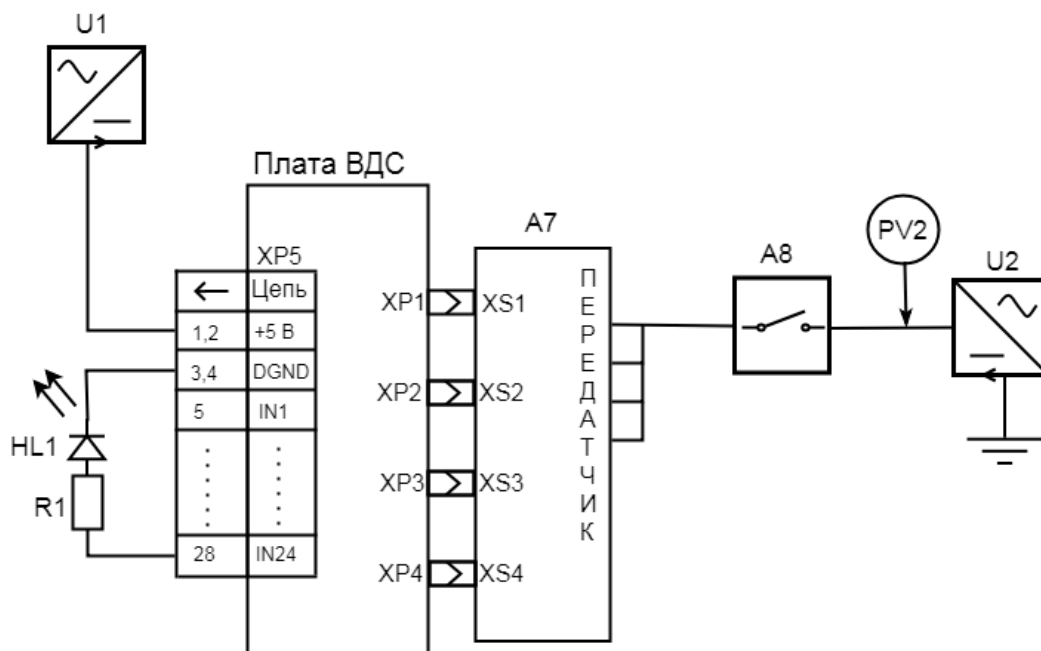 U1
Плата ВДС
A7
PV2
A8
U2
XP5
Цепь
1,2 +5 В
3,4 DGND
5 IN1
28 IN24
HL1
R1
XP1 XS1
XP2 XS2
XP3 XS3
XP4 XS4
ПЕРЕДАТЧИК